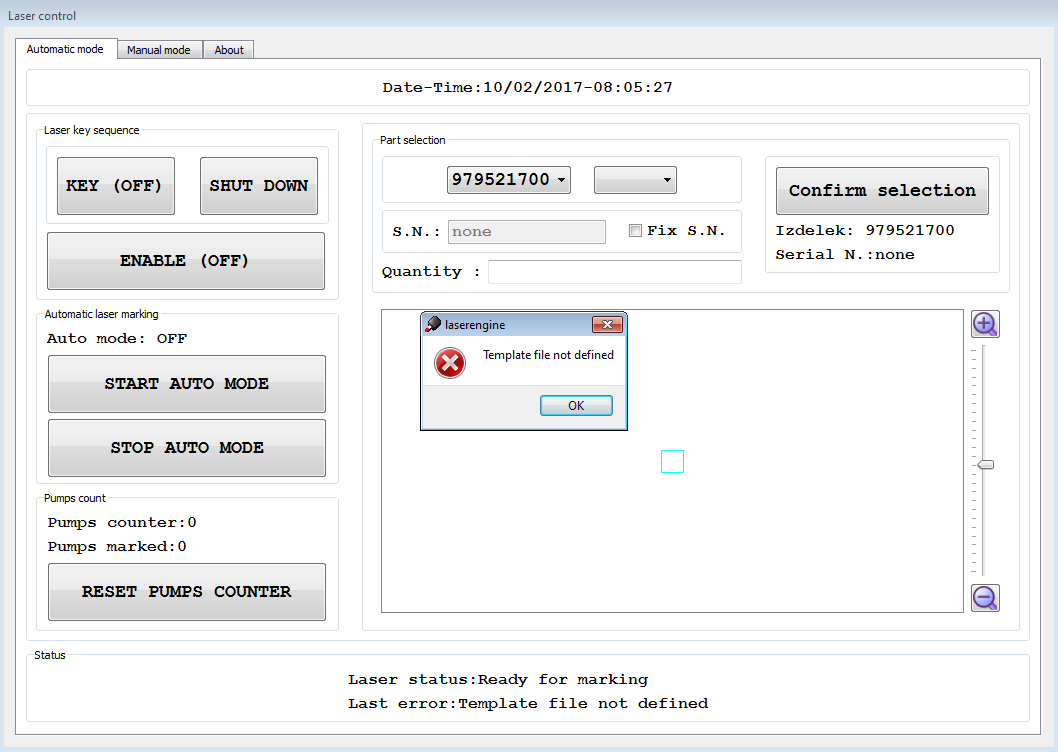 Laser control
Automatic mode
Manual mode
About
Date-Time:10/02/2017-08:05:27
Laser key sequence
KEY (OFF)
SHUT DOWN
ENABLE (OFF)
Automatic laser marking
Auto mode: OFF
START AUTO MODE
STOP AUTO MODE
Pumps count
Pumps counter:0
Pumps marked:0
RESET PUMPS COUNTER
Part selection
979521700
S.N.: none
Fix S.N.
Quantity :
Confirm selection
Izdelek: 979521700
Serial N.:none
laserengine
Template file not defined
OK
Status
Laser status:Ready for marking
Last error:Template file not defined